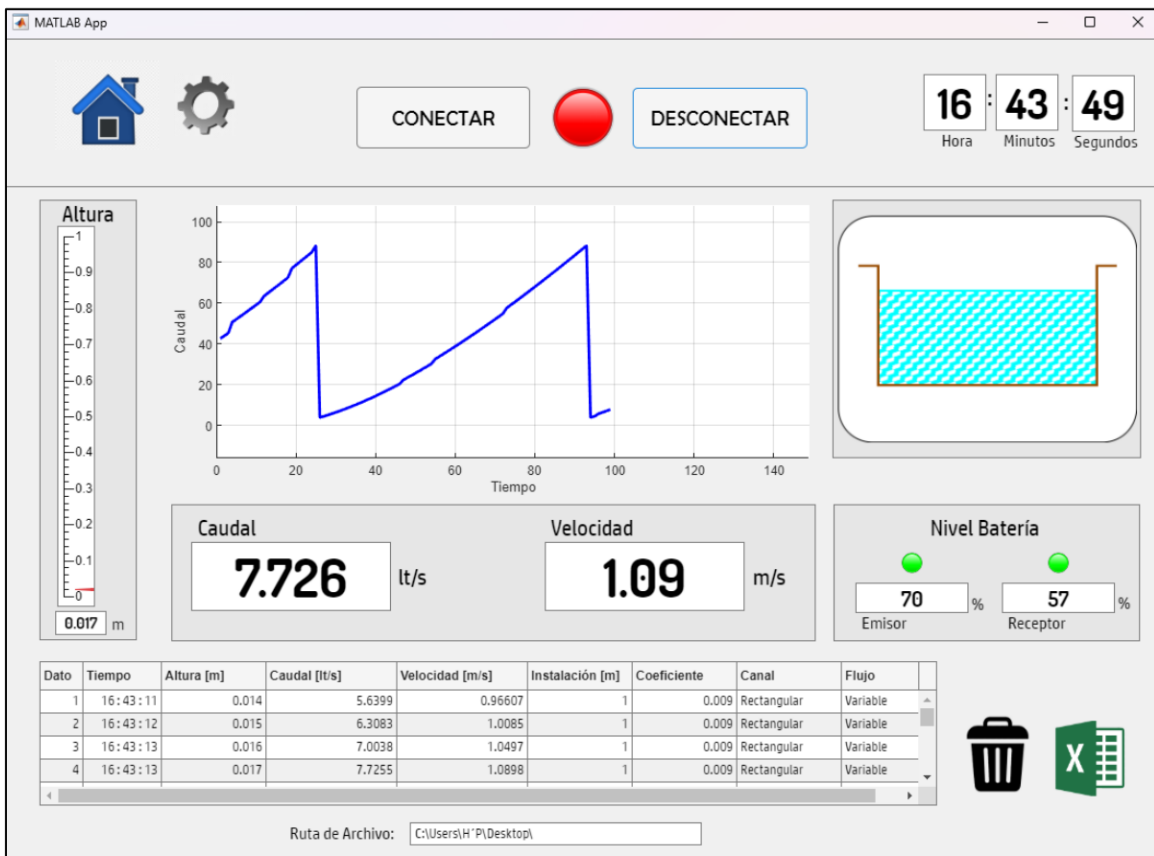 MATLAB App
CONECTAR
DESCONECTAR
16 : 43 : 49
Hora Minutos Segundos
Altura
1
0.9
0.8
0.7
0.6
0.5
0.4
0.3
0.2
0.1
0
0.017 m
100
80
60
40
20
0
Caudal
0 20 40 60 80 100 120 140
Tiempo
Caudal
7.726 lt/s
Velocidad
1.09 m/s
Nivel Batería
70 % 57 %
Emisor Receptor
Dato Tiempo Altura [m] Caudal [lt/s] Velocidad [m/s] Instalación [m] Coeficiente Canal Flujo
1 16:43:11 0.014 5.6399 0.96607 1 0.009 Rectangular Variable
2 16:43:12 0.015 6.3083 1.0085 1 0.009 Rectangular Variable
3 16:43:13 0.016 7.0038 1.0497 1 0.009 Rectangular Variable
4 16:43:13 0.017 7.7255 1.0898 1 0.009 Rectangular Variable
X
Ruta de Archivo: C:\Users\H´P\Desktop\